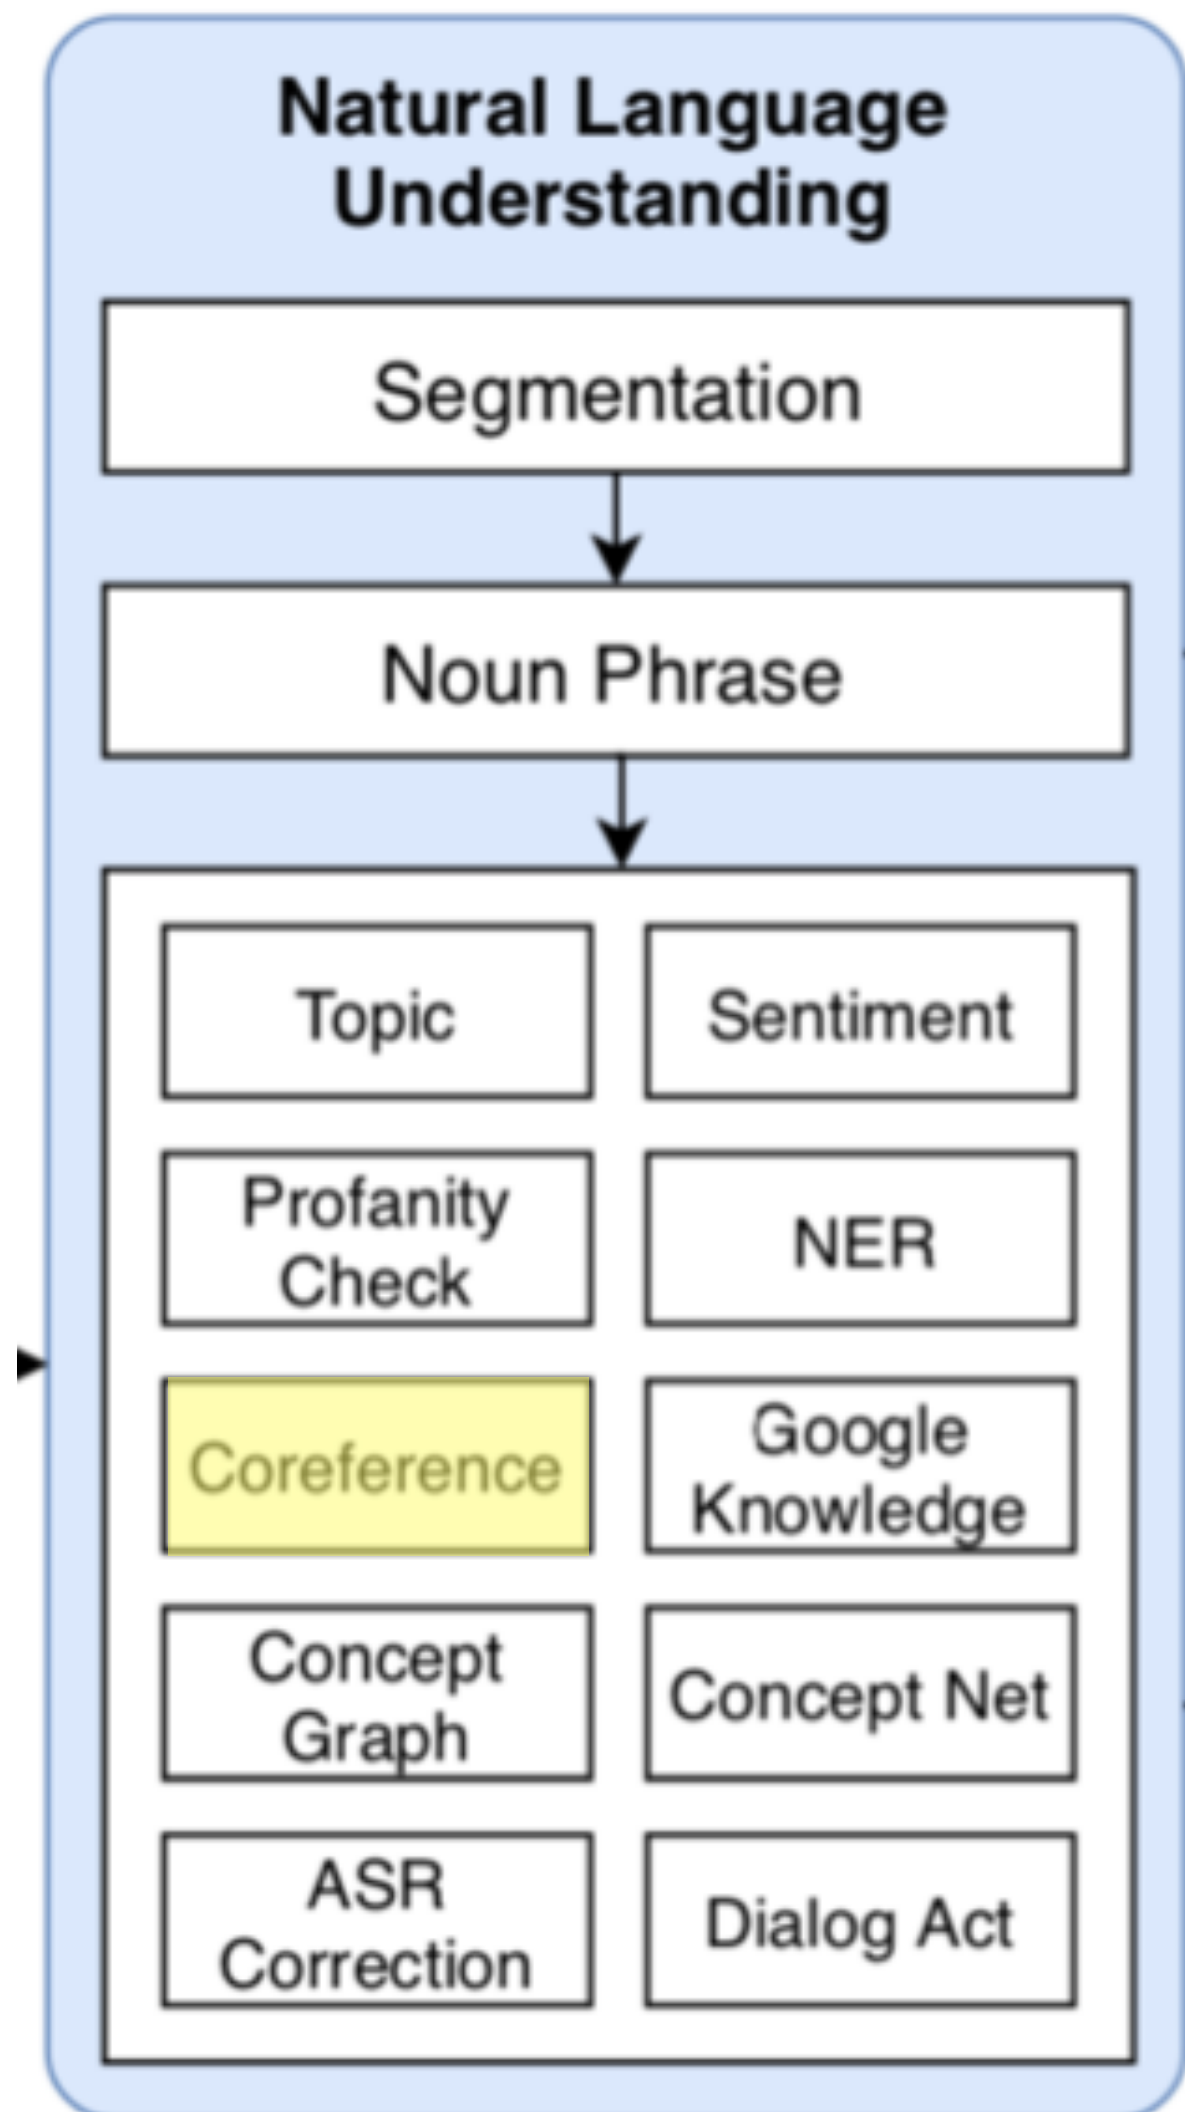 Natural Language
Understanding
Segmentation
Noun Phrase
Topic
Sentiment
Profanity
Check
NER
Coreference
Google
Knowledge
Concept
Graph
Concept Net
ASR
Correction
Dialog Act